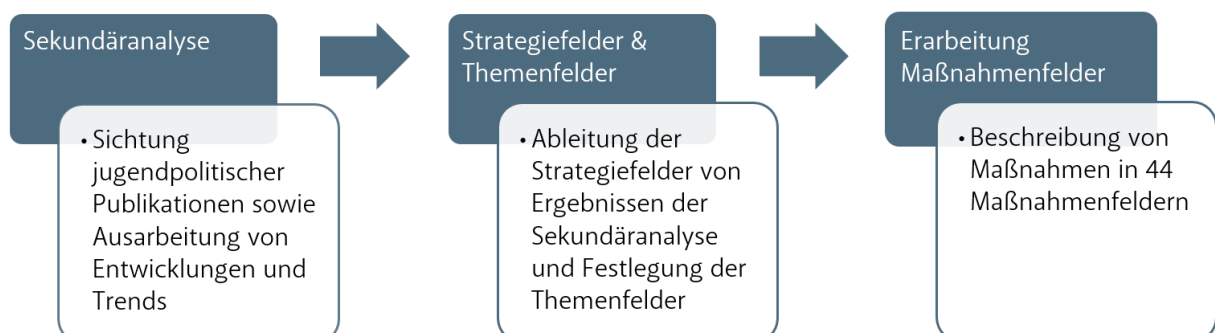 Sekundäranalyse
• Sichtung
jugendpolitischer
Publikationen sowie
Ausarbeitung von
Entwicklungen und
Trends
Strategiefelder &
Themenfelder
• Ableitung der
Strategiefelder von
Ergebnissen der
Sekundäranalyse
und Festlegung der
Themenfelder
Erarbeitung
Maßnahmenfelder
• Beschreibung von
Maßnahmen in 44
Maßnahmenfeldern